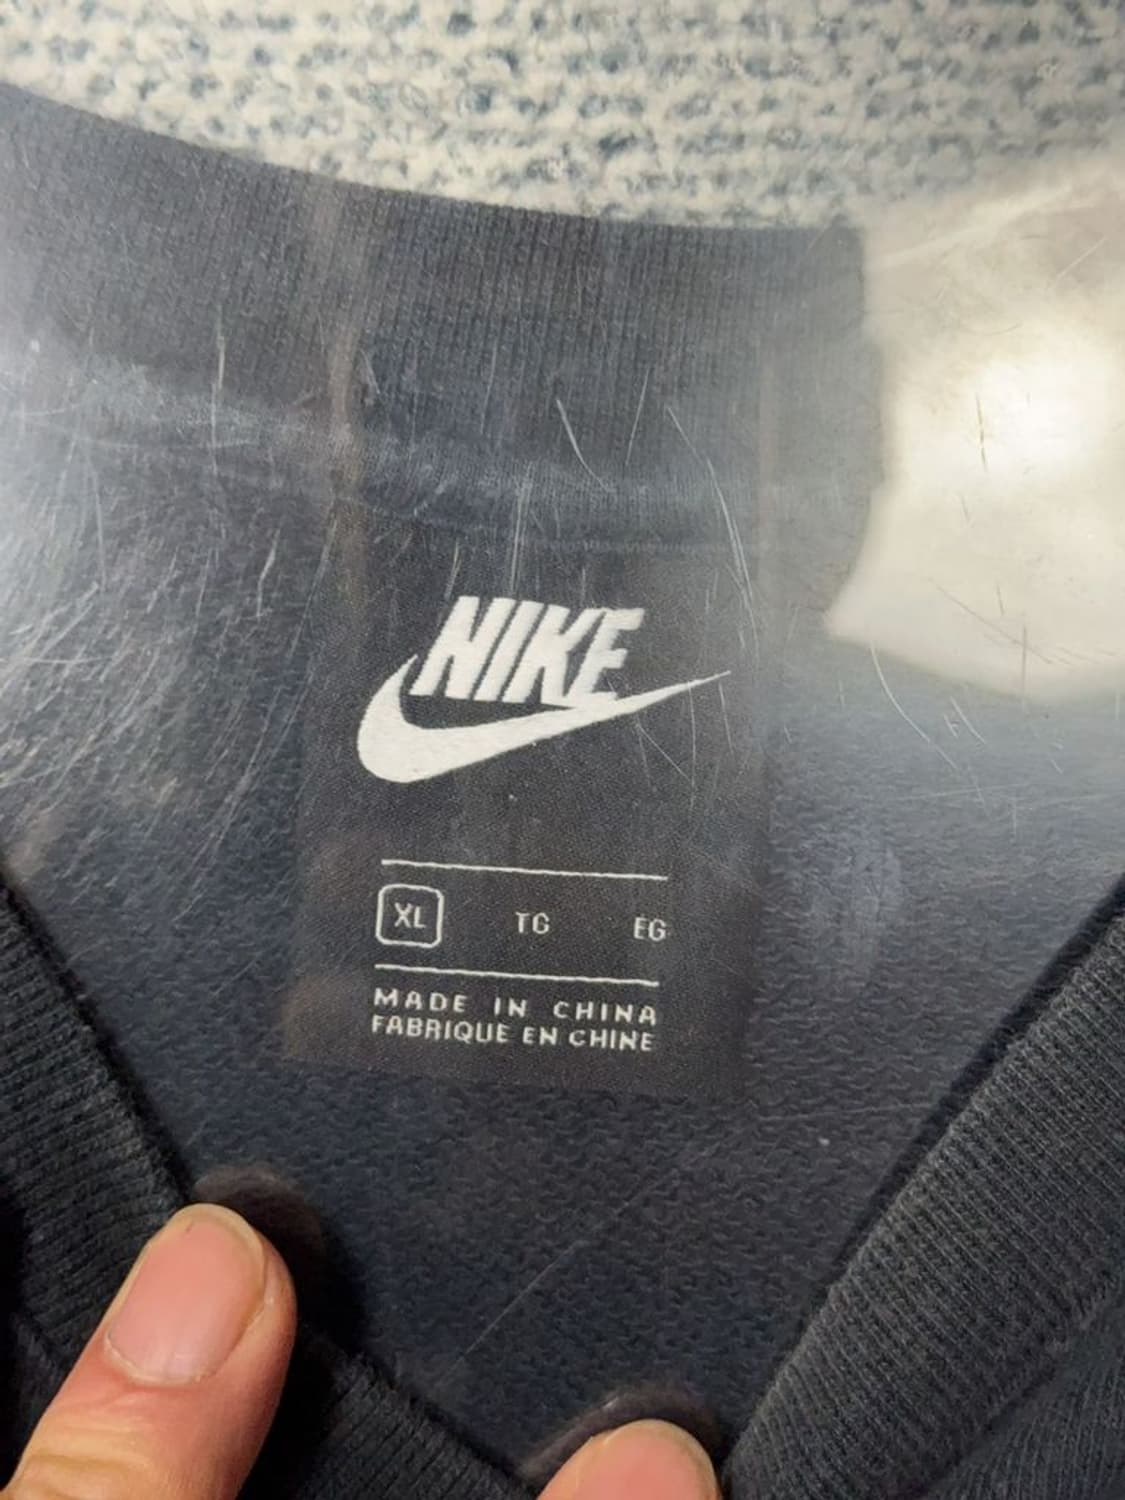 NIKE
XL TG EG
MADE IN CHINA
FABRIQUE EN CHINE